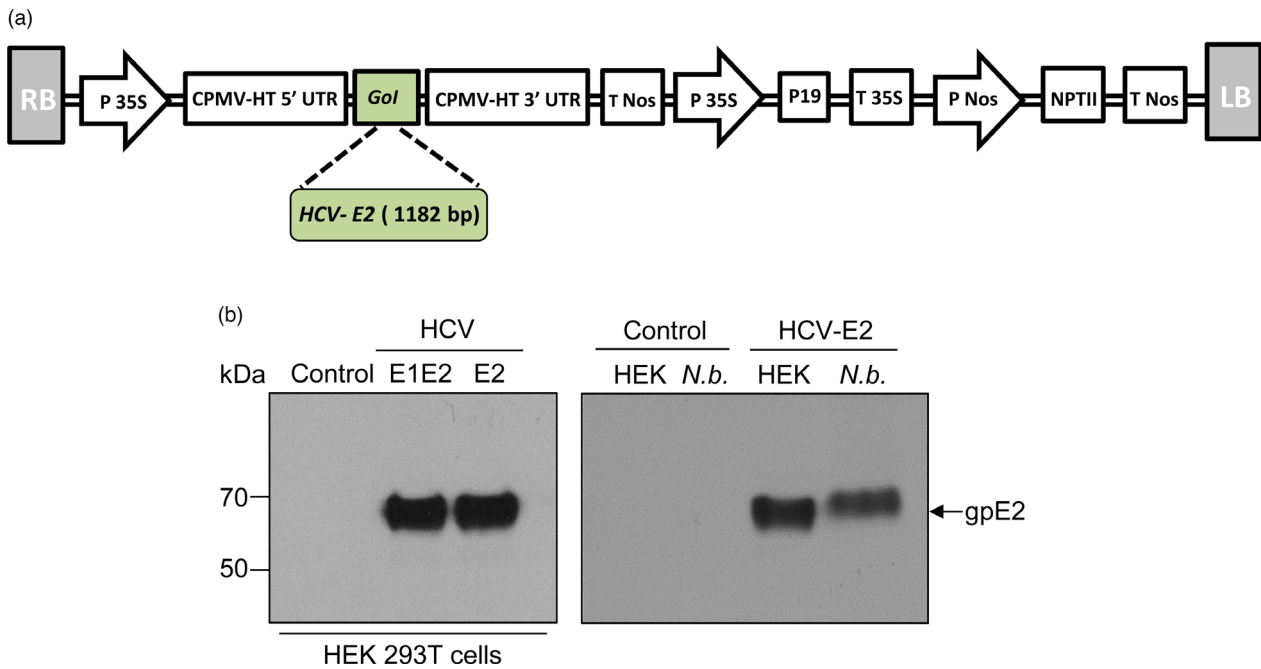 (a)
RB P 35S CPMV-HT 5’ UTR GoI CPMV-HT 3’ UTR T Nos P 35S P19 T 35S P Nos NPTII T Nos LB
HCV- E2 ( 1182 bp)
(b)
HCV
kDa Control E1E2 E2
70
50
HEK 293T cells
Control HCV-E2
HEK N.b. HEK N.b.
gpE2